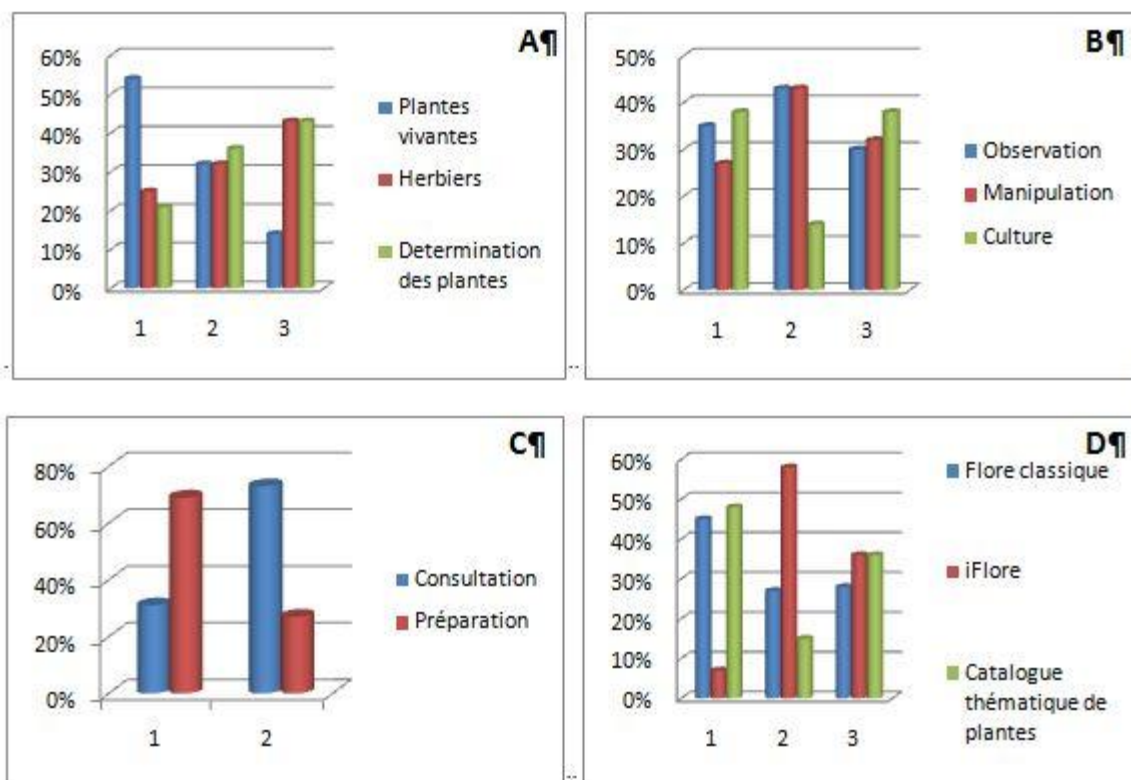 A¶
60%
50%
40%
30%
20%
10%
0%
1 2 3
Plantes
vivantes
Herbiers
Determination
des plantes
B¶
50%
40%
30%
20%
10%
0%
1 2 3
Observation
Manipulation
Culture
C¶
80%
60%
40%
20%
0%
1 2
Consultation
Préparation
D¶
60%
50%
40%
30%
20%
10%
0%
1 2 3
Flore classique
iFlore
Catalogue
thématique de
plantes